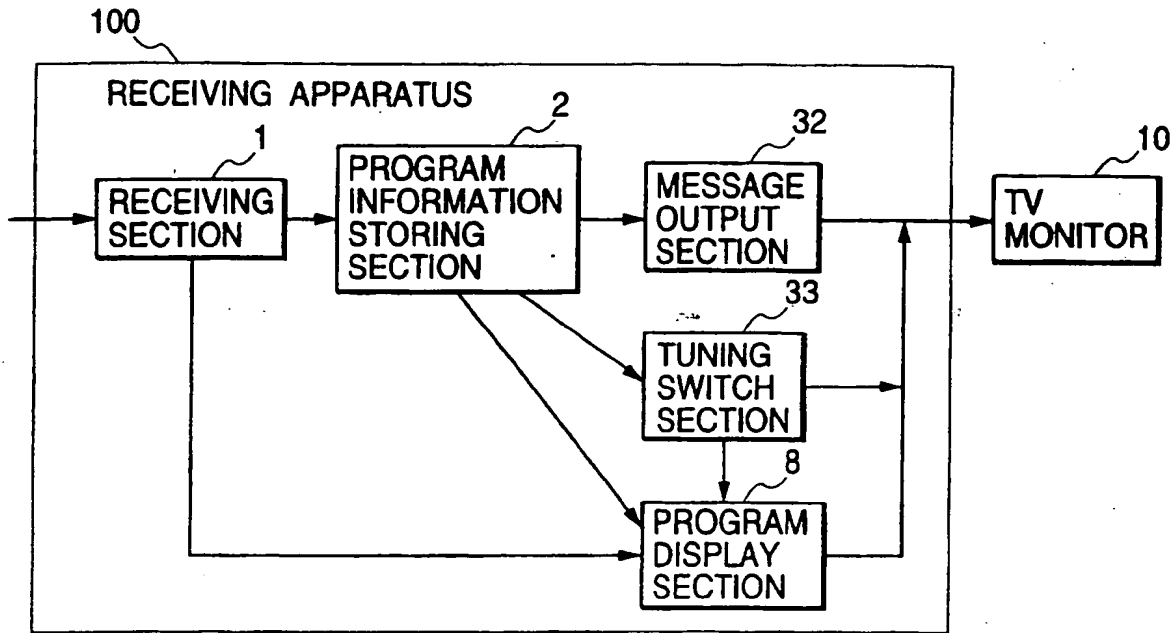 100
RECEIVING APPARATUS
1
RECEIVING
SECTION
2
PROGRAM
INFORMATION
STORING
SECTION
32
MESSAGE
OUTPUT
SECTION
10
TV
MONITOR
33
TUNING
SWITCH
SECTION
8
PROGRAM
DISPLAY
SECTION